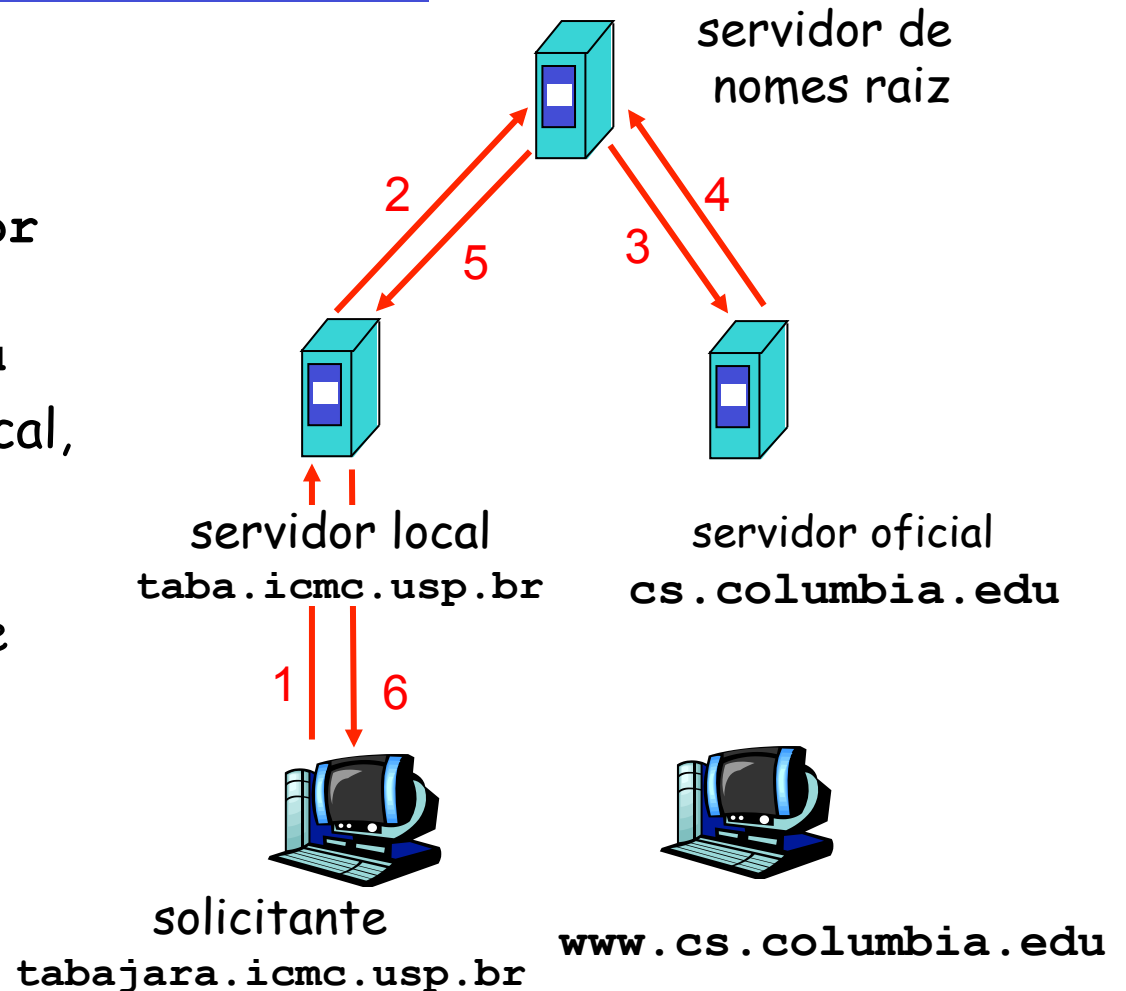 servidor de
nomes raiz
2
4
5
3
cal,
servidor local
taba.icmc.usp.br
servidor oficial
cs.columbia.edu
1
6
solicitante
tabajara.icmc.usp.br
www.cs.columbia.edu